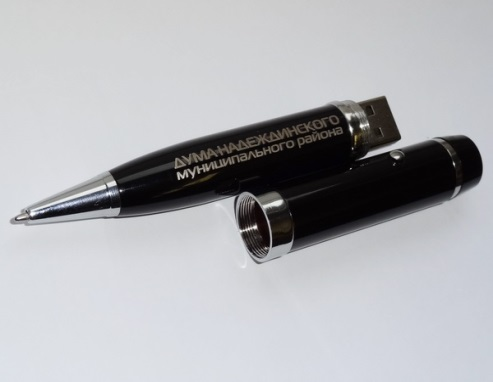 ДУМА НАДЕЖДИНСКОГО
муниципального района